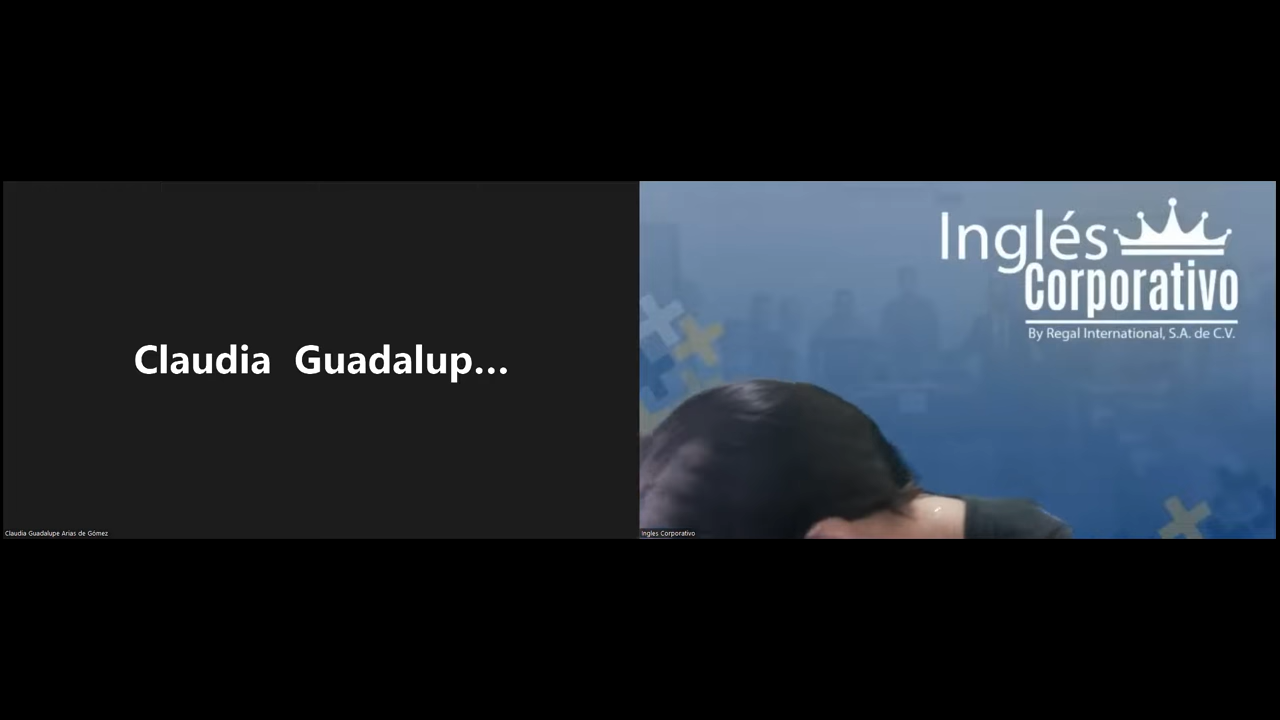 Claudia  Guadalup...
Claudia Guadalupe Arias de Gómez
Inglés
Corporativo
By Regal International, S.A. de C.V.
Ingles Corporativo